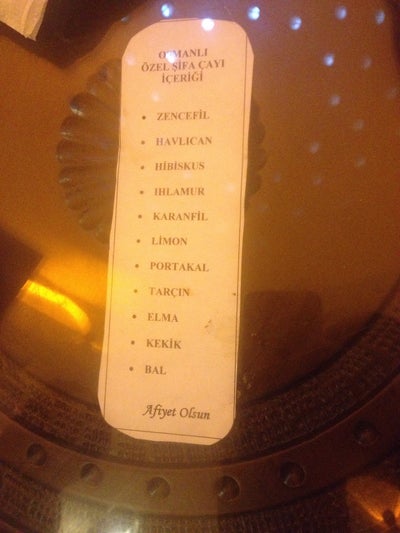 OSMANLI
ÖZEL ŞİFA ÇAYI
İÇERİĞİ
• ZENCEFİL
• HAVLICAN
• HİBİSKUS
• IHLAMUR
• KARANFİL
• LİMON
• PORTAKAL
• TARÇIN
• ELMA
• KEKİK
• BAL
Afiyet Olsun